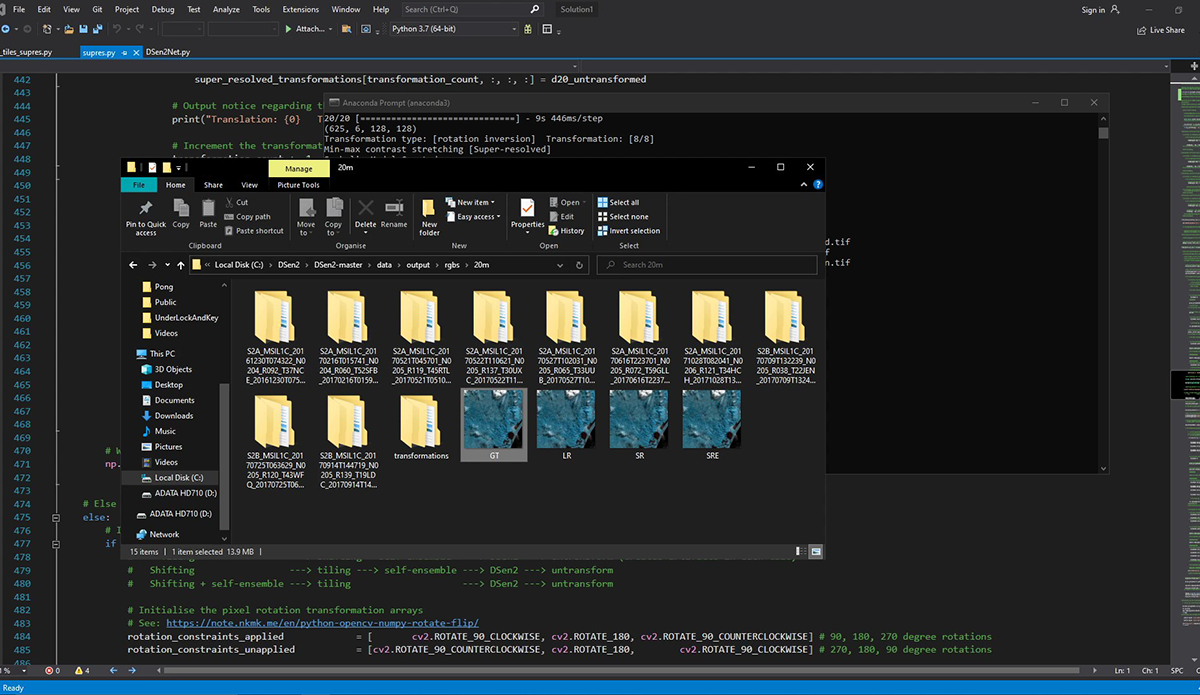 File Edit View Git Project Debug Test Analyze Tools Extensions Window Help Search (Ctrl+Q) Solution1 Sign in
Attach... Python 3.7 (64-bit) Live Share
_tiles_supres.py supres.py DSen2Net.py
442 super_resolved_transformations[transformation_count, :, :, :] = d20_untransformed
443
444 # Output notice regarding t
445 print("Translation: {0} T
446
447 # Increment the transformat
448
449
450
451
452
453
454
455
456
457
458
459
460
461
462
463
464
465
466
467
468
469
470 # W
471 np.
472
473
474 # Else
475 else:
476 # I
477 if
478
479 # Shifting ---> tiling ---> self-ensemble ---> DSen2 ---> untransform
480 # Shifting + self-ensemble ---> tiling ---> DSen2 ---> untransform
481
482 # Initialise the pixel rotation transformation arrays
483 # See: https://note.nkmk.me/en/python-opencv-numpy-rotate-flip/
484 rotation_constraints_applied = [ cv2.ROTATE_90_CLOCKWISE, cv2.ROTATE_180, cv2.ROTATE_90_COUNTERCLOCKWISE] # 90, 180, 270 degree rotations
485 rotation_constraints_unapplied = [cv2.ROTATE_90_COUNTERCLOCKWISE, cv2.ROTATE_180, cv2.ROTATE_90_CLOCKWISE] # 270, 180, 90 degree rotations
486
Anaconda Prompt (anaconda3)
20/20 [==============================] - 9s 446ms/step
(625, 6, 128, 128)
Transformation type: [rotation inversion] Transformation: [8/8]
Min-max contrast stretching [Super-resolved]
d.tif
f
n.tif
Manage 20m
File Home Share View Picture Tools
Pin to Quick access
Copy
Paste
Cut
Copy path
Paste shortcut
Clipboard
Move to
Copy to
Delete
Rename
Organise
New folder
New item
Easy access
New
Properties
Open
Edit
History
Open
Select all
Select none
Invert selection
Select
« Local Disk (C:) › DSen2 › DSen2-master › data › output › rgbs › 20m
Search 20m
Pong
Public
UnderLockAndKey
Videos
This PC
3D Objects
Desktop
Documents
Downloads
Music
Pictures
Videos
Local Disk (C:)
ADATA HD710 (D:)
ADATA HD710 (D:)
Network
S2A_MSIL1C_20161230T074322_N0204_R092_T37NCE_20161230T075...
S2A_MSIL1C_20170216T015741_N0204_R060_T52SFB_20170216T0159...
S2A_MSIL1C_20170521T045701_N0205_R119_T45RTL_20170521T0510...
S2A_MSIL1C_20170522T110621_N0205_R137_T30UXC_20170522T11...
S2A_MSIL1C_20170527T102031_N0205_R065_T33UUB_20170527T10...
S2A_MSIL1C_20170616T223701_N0205_R072_T59GLL_20170616T2237...
S2A_MSIL1C_20171028T082041_N0206_R121_T34HCH_20171028T13...
S2B_MSIL1C_20170709T132239_N0205_R038_T22JEN_20170709T1324...
S2B_MSIL1C_20170725T063629_N0205_R120_T43WFQ_20170725T06...
S2B_MSIL1C_20170914T144719_N0205_R139_T19LDC_20170914T14...
transformations
GT
LR
SR
SRE
15 items 1 item selected 13.9 MB
0 4 Ln: 1 Ch: 1 SPC
Ready